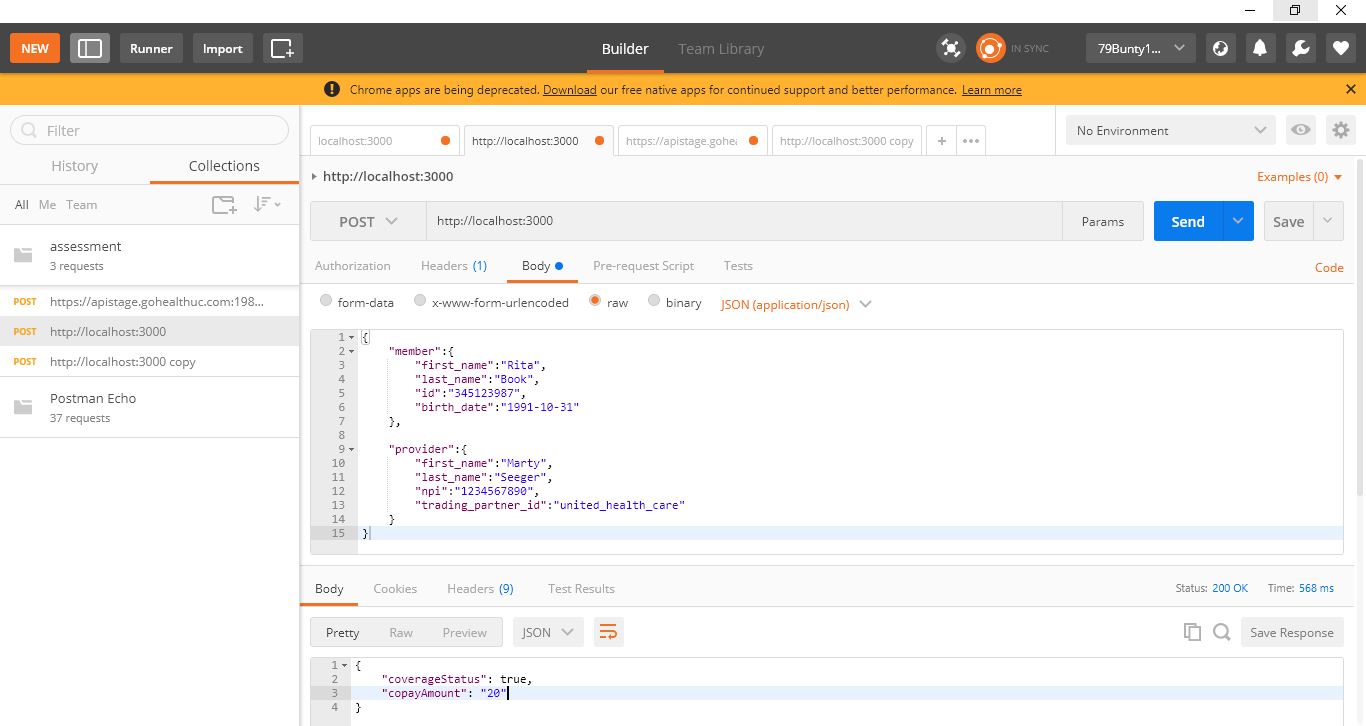 NEW Runner Import Builder Team Library IN SYNC 79Bunty1...
! Chrome apps are being deprecated. Download our free native apps for continued support and better performance. Learn more
Filter
History Collections
All Me Team
assessment
3 requests
POST https://apistage.gohealthuc.com:198...
POST http://localhost:3000
POST http://localhost:3000 copy
Postman Echo
37 requests
localhost:3000 http://localhost:3000 https://apistage.gohea http://localhost:3000 copy + •••
No Environment
http://localhost:3000 Examples (0)
POST http://localhost:3000 Params Send Save
Authorization Headers (1) Body Pre-request Script Tests Code
form-data x-www-form-urlencoded raw binary JSON (application/json)
1 {
2 "member":{
3 "first_name":"Rita",
4 "last_name":"Book",
5 "id":"345123987",
6 "birth_date":"1991-10-31"
7 },
8
9 "provider":{
10 "first_name":"Marty",
11 "last_name":"Seeger",
12 "npi":"1234567890",
13 "trading_partner_id":"united_health_care"
14 }
15 }
Body Cookies Headers (9) Test Results Status: 200 OK Time: 568 ms
Pretty Raw Preview JSON Save Response
1 {
2 "coverageStatus": true,
3 "copayAmount": "20"
4 }